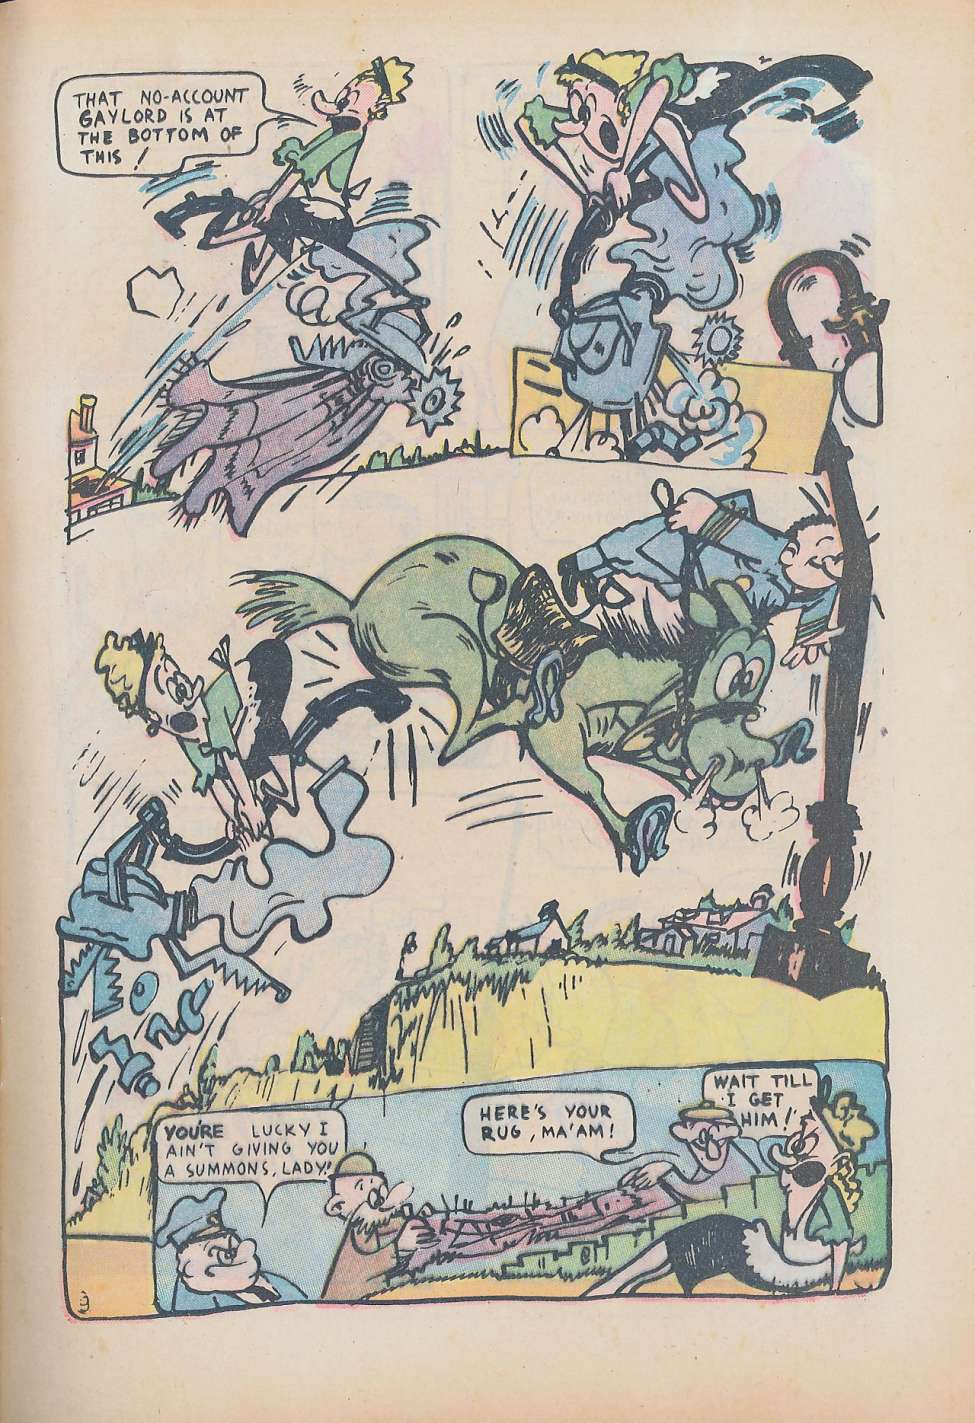 THAT NO-ACCOUNT
GAYLORD IS AT
THE BOTTOM OF
THIS!
YOU'RE LUCKY I
AIN'T GIVING YOU
A SUMMONS, LADY!
HERE'S YOUR
RUG, MA'AM!
WAIT TILL
I GET
HIM!
9